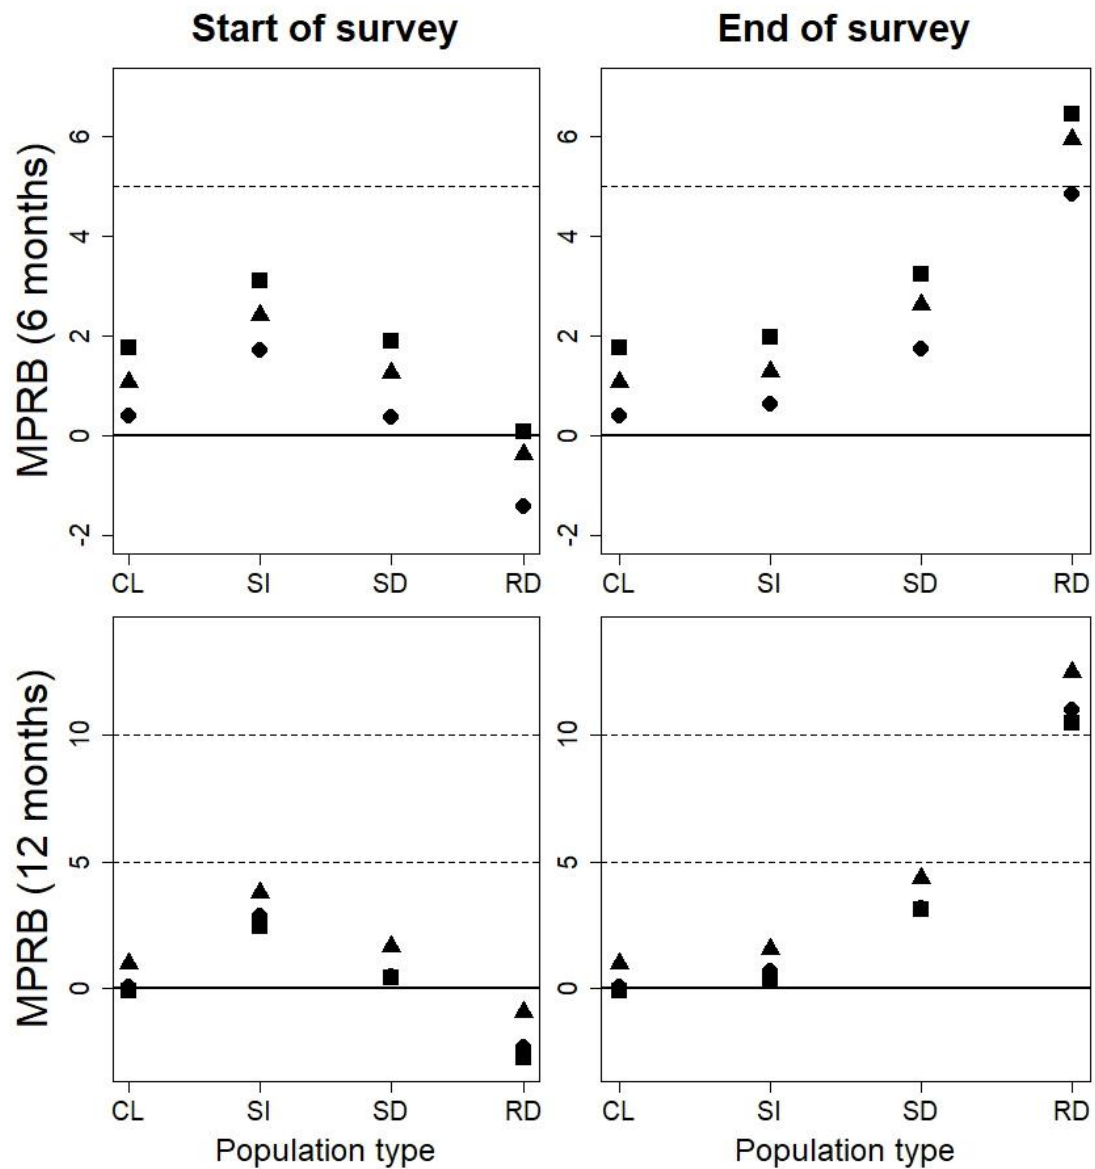 Start of survey
End of survey
MPRB (6 months)
6
4
2
0
-2
CL SI SD RD
6
4
2
0
-2
CL SI SD RD
MPRB (12 months)
10
5
0
CL SI SD RD
Population type
10
5
0
CL SI SD RD
Population type